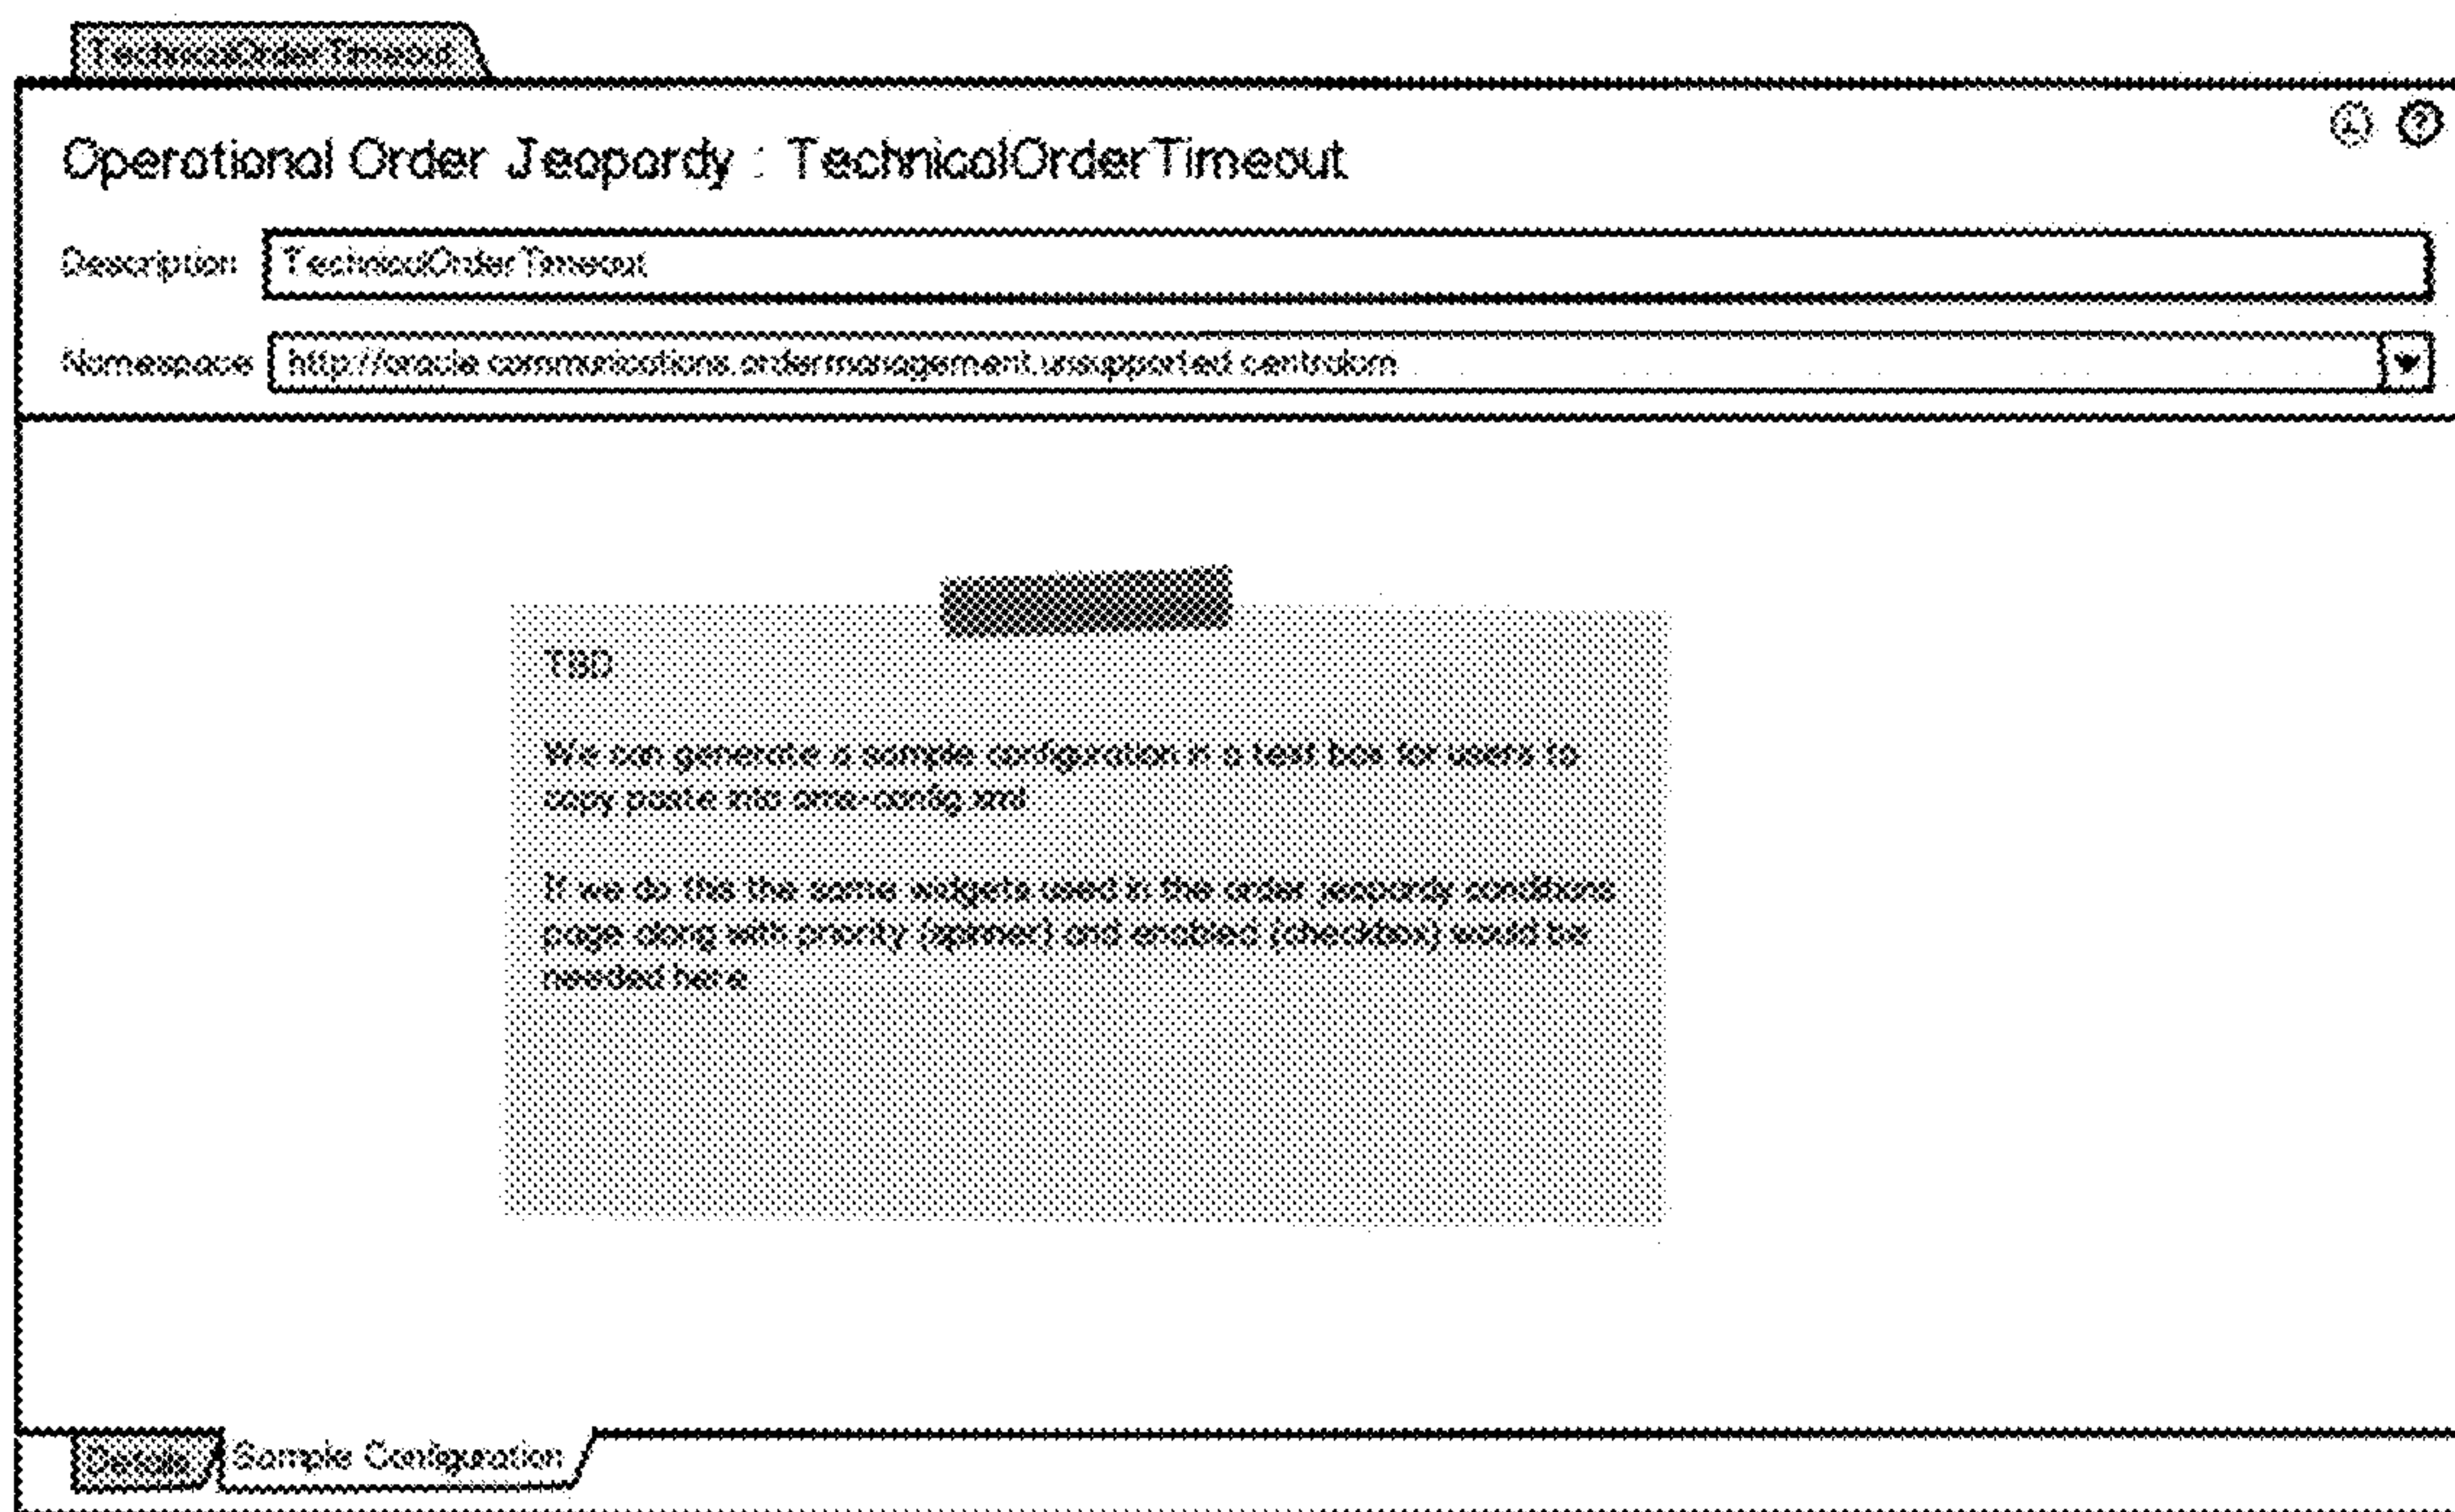 TechnicalOrderTimeout
Operational Order Jeopardy : TechnicalOrderTimeout
Description TechnicalOrderTimeout
Namespace http://oracle.communications.ordermanagement.unsupported.centrodom
TBD
We can generate a sample configuration in a text box for users to
copy paste into oms-config.xml
If we do this the same widgets used in the order jeopardy conditions
page along with priority (spinner) and enabled (checkbox) would be
needed here
Details Sample Configuration